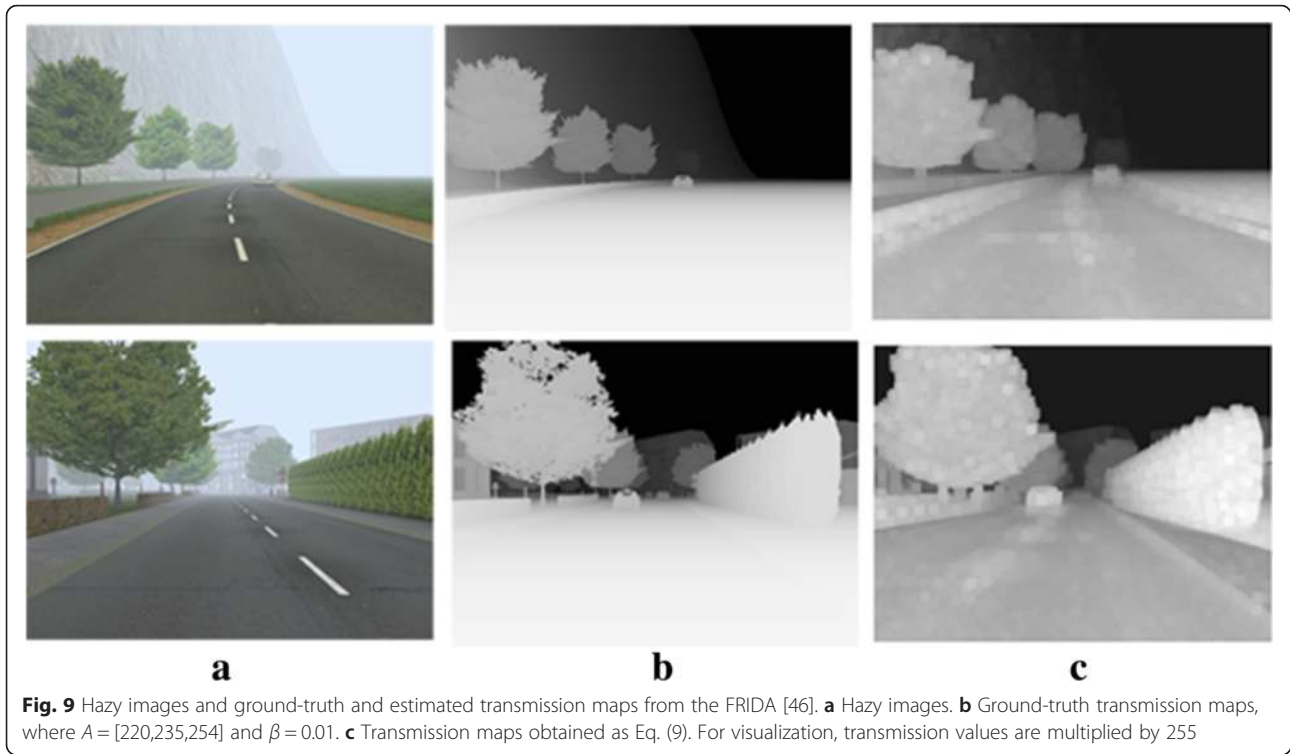 a
b
c
Fig. 9 Hazy images and ground-truth and estimated transmission maps from the FRIDA [46]. a Hazy images. b Ground-truth transmission maps,
where A = [220,235,254] and β = 0.01. c Transmission maps obtained as Eq. (9). For visualization, transmission values are multiplied by 255